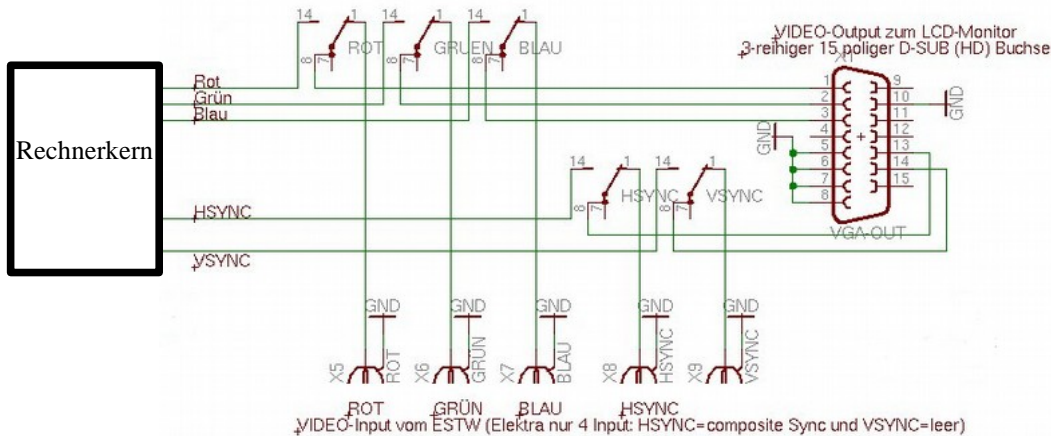 14 1 14 1 14 1
VIDEO-Output zum LCD-Monitor
3-reihiger 15 poliger D-SUB (HD) Buchse
ROT GRUEN BLAU
X1
8 7 8 7 8 7
Rot
Grün
Blau
Rechnerkern
1 9
2 10 GND
3 11
GND 4 12
5 13
6 14
7 15
8
14 1 14 1
HSYNC VSYNC
8 7 8 7
HSYNC
VGA-OUT
VSYNC
GND GND GND GND GND
X5 ROT X6 GRÜN X7 BLAU X8 HSYNC X9 VSYNC
ROT GRÜN BLAU HSYNC
VIDEO-Input vom ESTW (Elektra nur 4 Input: HSYNC=composite Sync und VSYNC=leer)